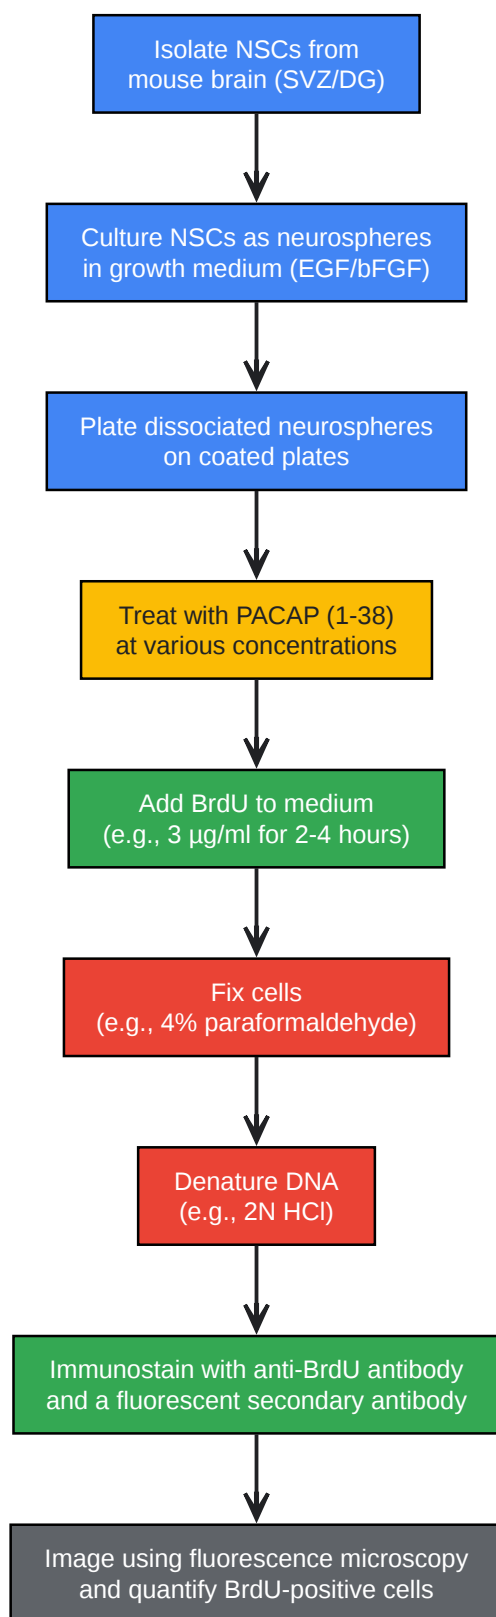 Isolate NSCs from
mouse brain (SVZ/DG)
Culture NSCs as neurospheres
in growth medium (EGF/bFGF)
Plate dissociated neurospheres
on coated plates
Treat with PACAP (1-38)
at various concentrations
Add BrdU to medium
(e.g., 3 µg/ml for 2-4 hours)
Fix cells
(e.g., 4% paraformaldehyde)
Denature DNA
(e.g., 2N HCl)
Immunostain with anti-BrdU antibody
and a fluorescent secondary antibody
Image using fluorescence microscopy
and quantify BrdU-positive cells